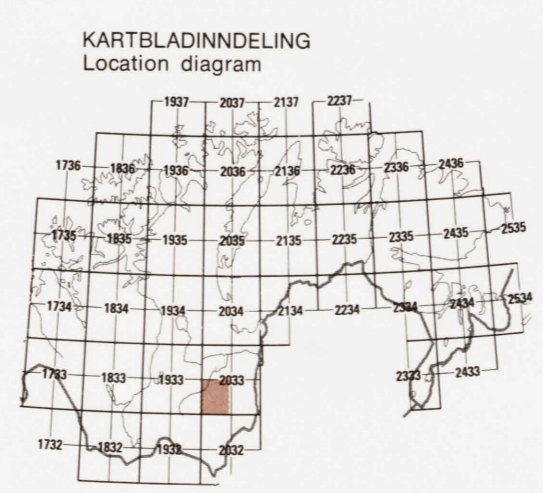 KARTBLADINNDELING
Location diagram
1937 2037 2137 2237
1736 1836 1936 2036 2136 2236 2336 2436
1735 1835 1935 2035 2135 2235 2335 2435 2535
1734 1834 1934 2034 2134 2234 2334 2434 2534
1733 1833 1933 2033 2333 2433
1732 1832 1932 2032